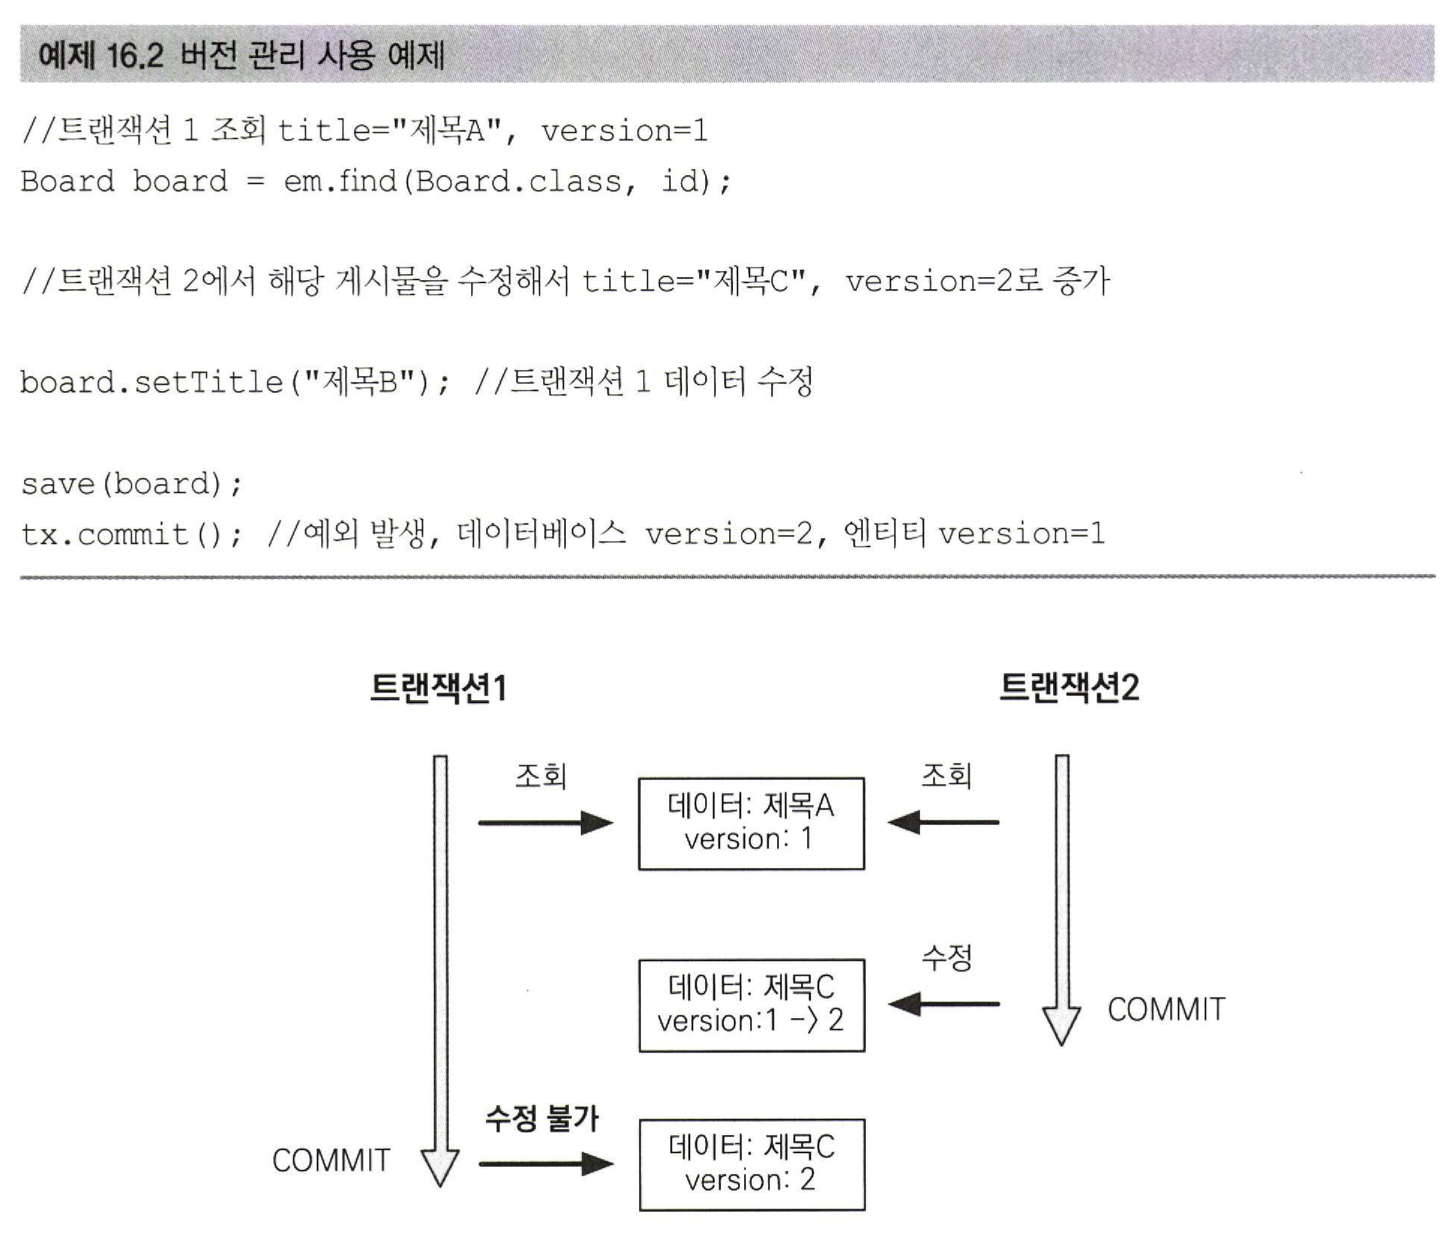 예제 16.2 버전 관리 사용 예제
//트랜잭션 1 조회 title="제목A", version=1
Board board = em.find(Board.class, id);
//트랜잭션 2에서 해당 게시물을 수정해서 title="제목C", version=2로 증가
board.setTitle("제목B"); //트랜잭션 1 데이터 수정
save(board);
tx.commit(); //예외 발생, 데이터베이스 version=2, 엔티티 version=1
트랜잭션1
트랜잭션2
조회
데이터: 제목A
version: 1
조회
데이터: 제목C
version:1 -> 2
수정
COMMIT
COMMIT
수정 불가
데이터: 제목C
version: 2